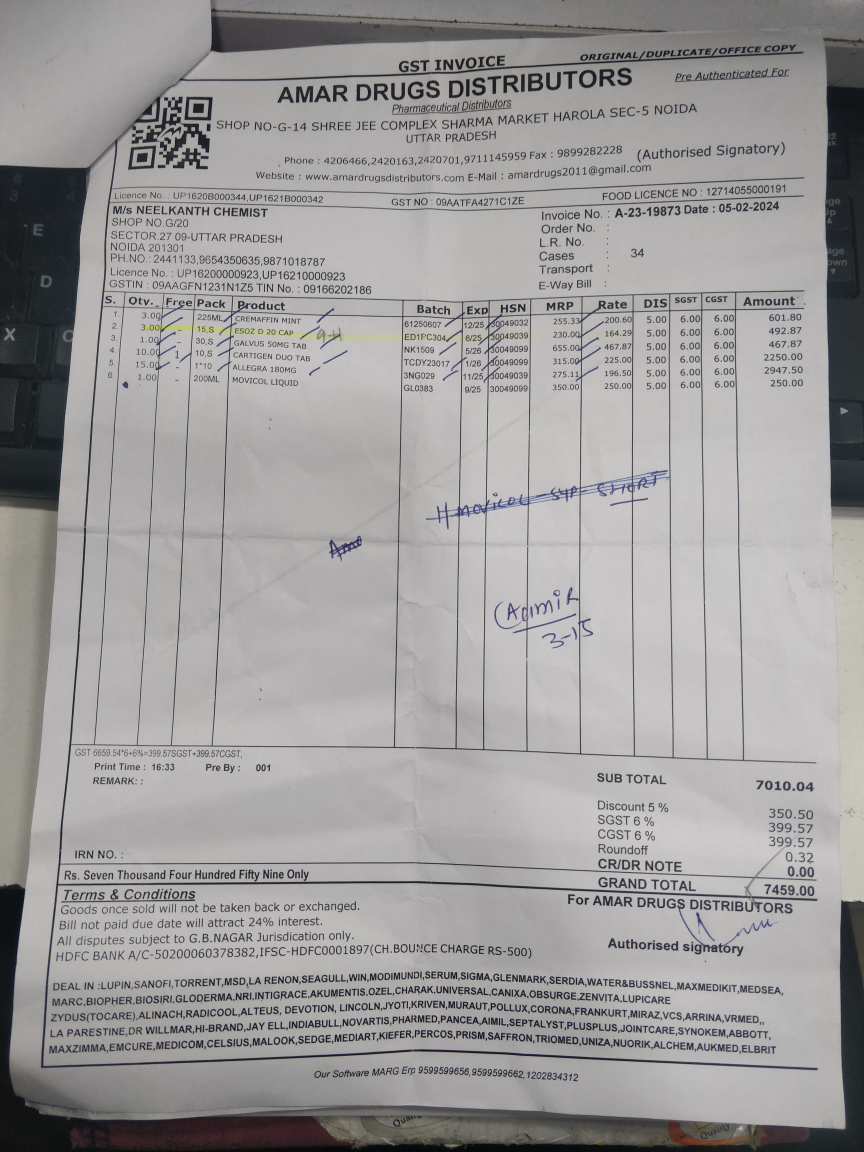 ORIGINAL/DUPLICATE/OFFICE COPY
GST INVOICE
AMAR DRUGS DISTRIBUTORS
Pre Authenticated For
Pharmaceutical Distributors
SHOP NO-G-14 SHREE JEE COMPLEX SHARMA MARKET HAROLA SEC-5 NOIDA
UTTAR PRADESH
Phone : 4206466,2420163,2420701,9711145959 Fax : 9899282228 (Authorised Signatory)
Website : www.amardrugsdistributors.com E-Mail : amardrugs2011@gmail.com
Licence No. : UP1620B000344,UP1621B000342 GST NO : 09AATFA4271C1ZE FOOD LICENCE NO : 12714055000191
M/s NEELKANTH CHEMIST
SHOP NO.G/20
SECTOR.27 09-UTTAR PRADESH
NOIDA 201301
PH.NO.: 2441133,9654350635,9871018787
Licence No. : UP16200000923,UP16210000923
GSTIN : 09AAGFN1231N1Z5 TIN No. : 09166202186
Invoice No. : A-23-19873 Date : 05-02-2024
Order No. :
L.R. No. :
Cases : 34
Transport :
E-Way Bill :
S. Qty. Free Pack Product Batch Exp HSN MRP Rate DIS SGST CGST Amount
1. 3.00 - 225ML CREMAFFIN MINT 61250607 12/25 30049032 255.33 200.60 5.00 6.00 6.00 601.80
2. 3.00 - 15,S ESOZ D 20 CAP ED1PC304 8/25 30049039 230.00 164.29 5.00 6.00 6.00 492.87
3. 1.00 - 30,S GALVUS 50MG TAB NK1509 5/26 30049099 655.00 467.87 5.00 6.00 6.00 467.87
4. 10.00 1 10,S CARTIGEN DUO TAB TCDY23017 1/26 30049099 315.00 225.00 5.00 6.00 6.00 2250.00
5. 15.00 - 1*10 ALLEGRA 180MG 3NG029 11/25 30049039 275.11 196.50 5.00 6.00 6.00 2947.50
6. 1.00 - 200ML MOVICOL LIQUID GL0383 9/25 30049099 350.00 250.00 5.00 6.00 6.00 250.00
MOVICOL - SYP - SHORT
3-15
GST 6659.54*6+6%=399.57SGST+399.57CGST,
Print Time : 16:33 Pre By : 001
REMARK: :
IRN NO. :
SUB TOTAL 7010.04
Discount 5 % 350.50
SGST 6 % 399.57
CGST 6 % 399.57
Roundoff 0.32
CR/DR NOTE 0.00
GRAND TOTAL 7459.00
Rs. Seven Thousand Four Hundred Fifty Nine Only
For AMAR DRUGS DISTRIBUTORS
Authorised signatory
Terms & Conditions
Goods once sold will not be taken back or exchanged.
Bill not paid due date will attract 24% interest.
All disputes subject to G.B.NAGAR Jurisdication only.
HDFC BANK A/C-50200060378382,IFSC-HDFC0001897(CH.BOUNCE CHARGE RS-500)
DEAL IN :LUPIN,SANOFI,TORRENT,MSD,LA RENON,SEAGULL,WIN,MODIMUNDI,SERUM,SIGMA,GLENMARK,SERDIA,WATER&BUSSNEL,MAXMEDIKIT,MEDSEA,
MARC,BIOPHER,BIOSIRI,GLODERMA,NRI,INTIGRACE,AKUMENTIS,OZEL,CHARAK,UNIVERSAL,CANIXA,OBSURGE,ZENVITA.LUPICARE
ZYDUS(TOCARE),ALINACH,RADICOOL,ALTEUS, DEVOTION, LINCOLN,JYOTI,KRIVEN,MURAUT,POLLUX,CORONA,FRANKURT,MIRAZ,VCS,ARRINA,VRMED,,
LA PARESTINE,DR WILLMAR,HI-BRAND,JAY ELL,INDIABULL,NOVARTIS,PHARMED,PANCEA,AIMIL,SEPTALYST,PLUSPLUS,JOINTCARE,SYNOKEM,ABBOTT,
MAXZIMMA,EMCURE,MEDICOM,CELSIUS,MALOOK,SEDGE,MEDIART,KIEFER,PERCOS,PRISM,SAFFRON,TRIOMED,UNIZA,NUORIK,ALCHEM,AUKMED,ELBRIT
Our Software MARG Erp 9599599656,9599599662,1202834312